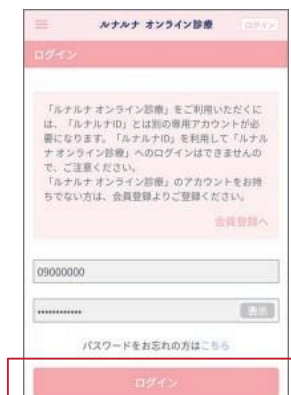 ルナルナ オンライン診療 ログイン
ログイン
「ルナルナ オンライン診療」をご利用いただくに
は、「ルナルナID」とは別の専用アカウントが必
要になります。「ルナルナID」を利用して「ルナル
ナ オンライン診療」へのログインはできませんの
で、ご注意ください。
「ルナルナ オンライン診療」のアカウントをお持
ちでない方は、会員登録よりご登録ください。
会員登録へ
09000000
表示
パスワードをお忘れの方はこちら
ログイン